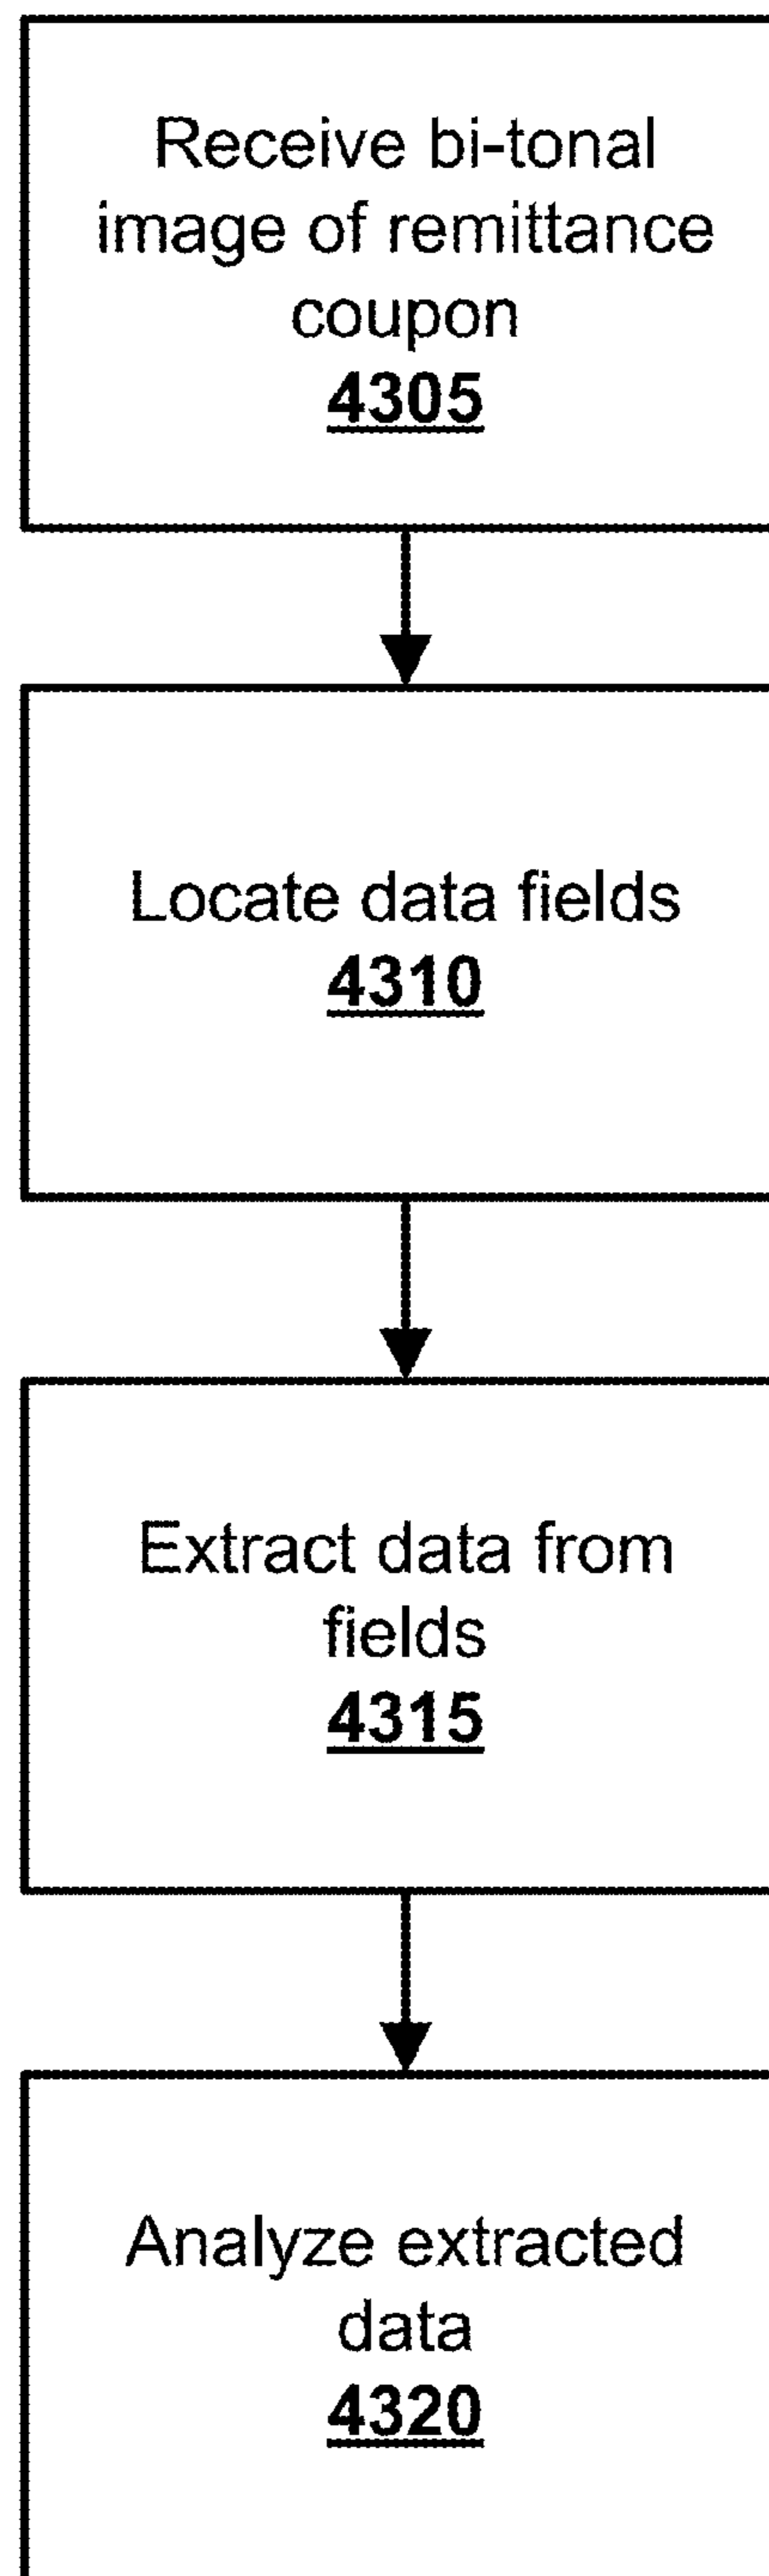 Receive bi-tonal
image of remittance
coupon
4305
Locate data fields
4310
Extract data from
fields
4315
Analyze extracted
data
4320